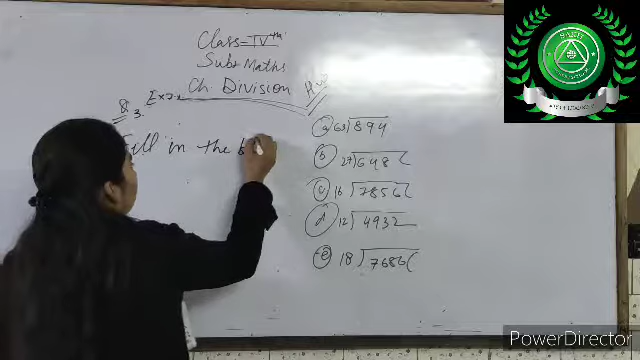 Class-IVth
Sub: Maths
Ch. Division
H.W
Q3.
Fill in the
(a) 63)894
(b) 27)648(
(c) 16)7856(
(d) 12)4932
(e) 18)7686(
PowerDirector